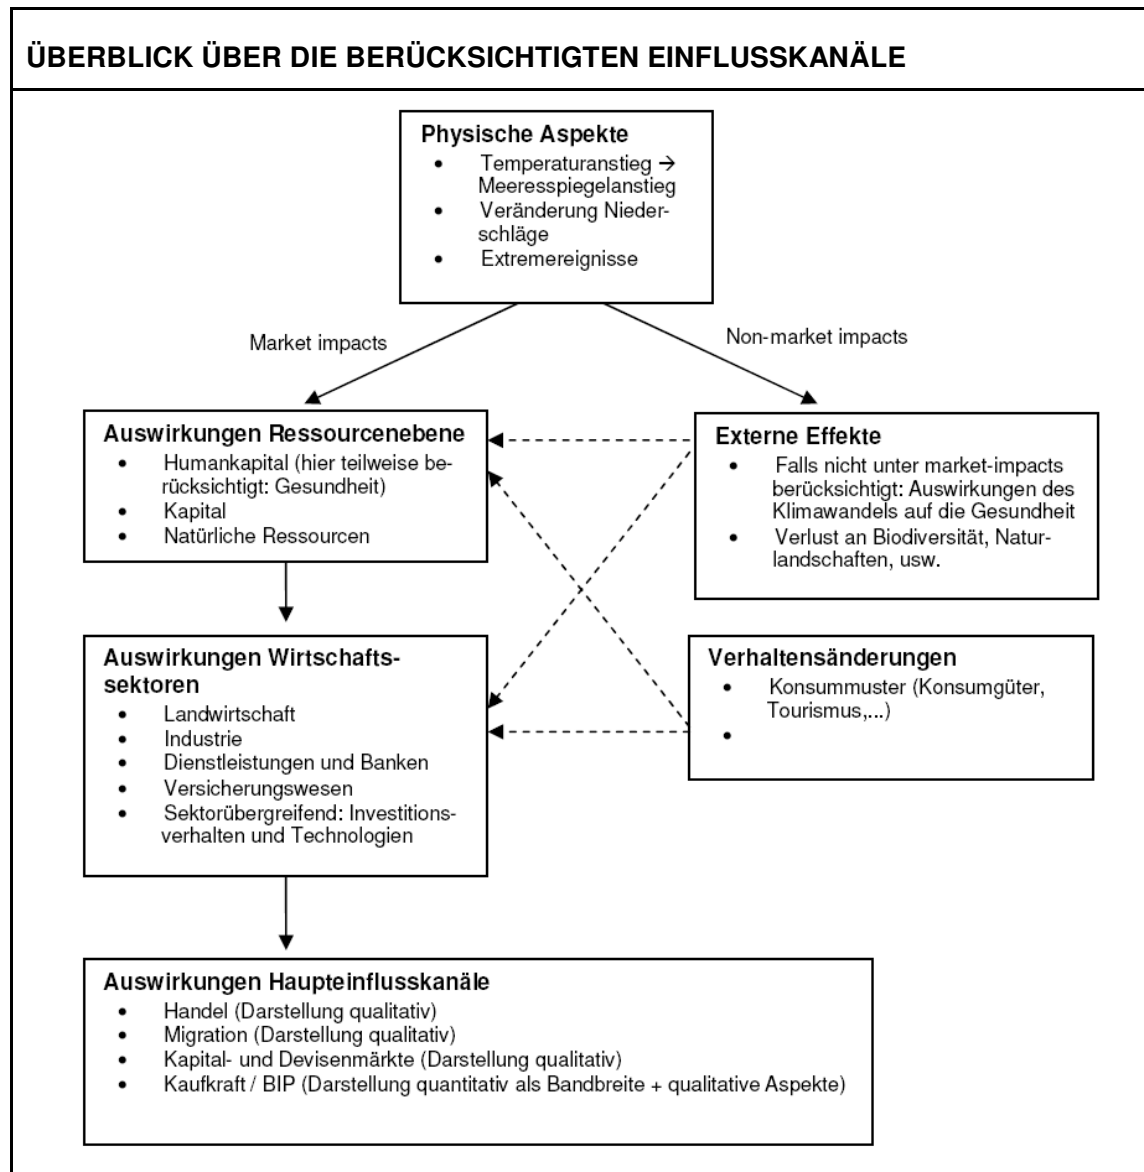 ÜBERBLICK ÜBER DIE BERÜCKSICHTIGTEN EINFLUSSKANÄLE
Physische Aspekte
• Temperaturanstieg →
Meeresspiegelanstieg
• Veränderung Nieder-
schläge
• Extremereignisse
Market impacts
Non-market impacts
Auswirkungen Ressourcenebene
• Humankapital (hier teilweise be-
rücksichtigt: Gesundheit)
• Kapital
• Natürliche Ressourcen
Externe Effekte
• Falls nicht unter market-impacts
berücksichtigt: Auswirkungen des
Klimawandels auf die Gesundheit
• Verlust an Biodiversität, Natur-
landschaften, usw.
Auswirkungen Wirtschafts-
sektoren
• Landwirtschaft
• Industrie
• Dienstleistungen und Banken
• Versicherungswesen
• Sektorübergreifend: Investitions-
verhalten und Technologien
Verhaltensänderungen
• Konsummuster (Konsumgüter,
Tourismus,...)
•
Auswirkungen Haupteinflusskanäle
• Handel (Darstellung qualitativ)
• Migration (Darstellung qualitativ)
• Kapital- und Devisenmärkte (Darstellung qualitativ)
• Kaufkraft / BIP (Darstellung quantitativ als Bandbreite + qualitative Aspekte)